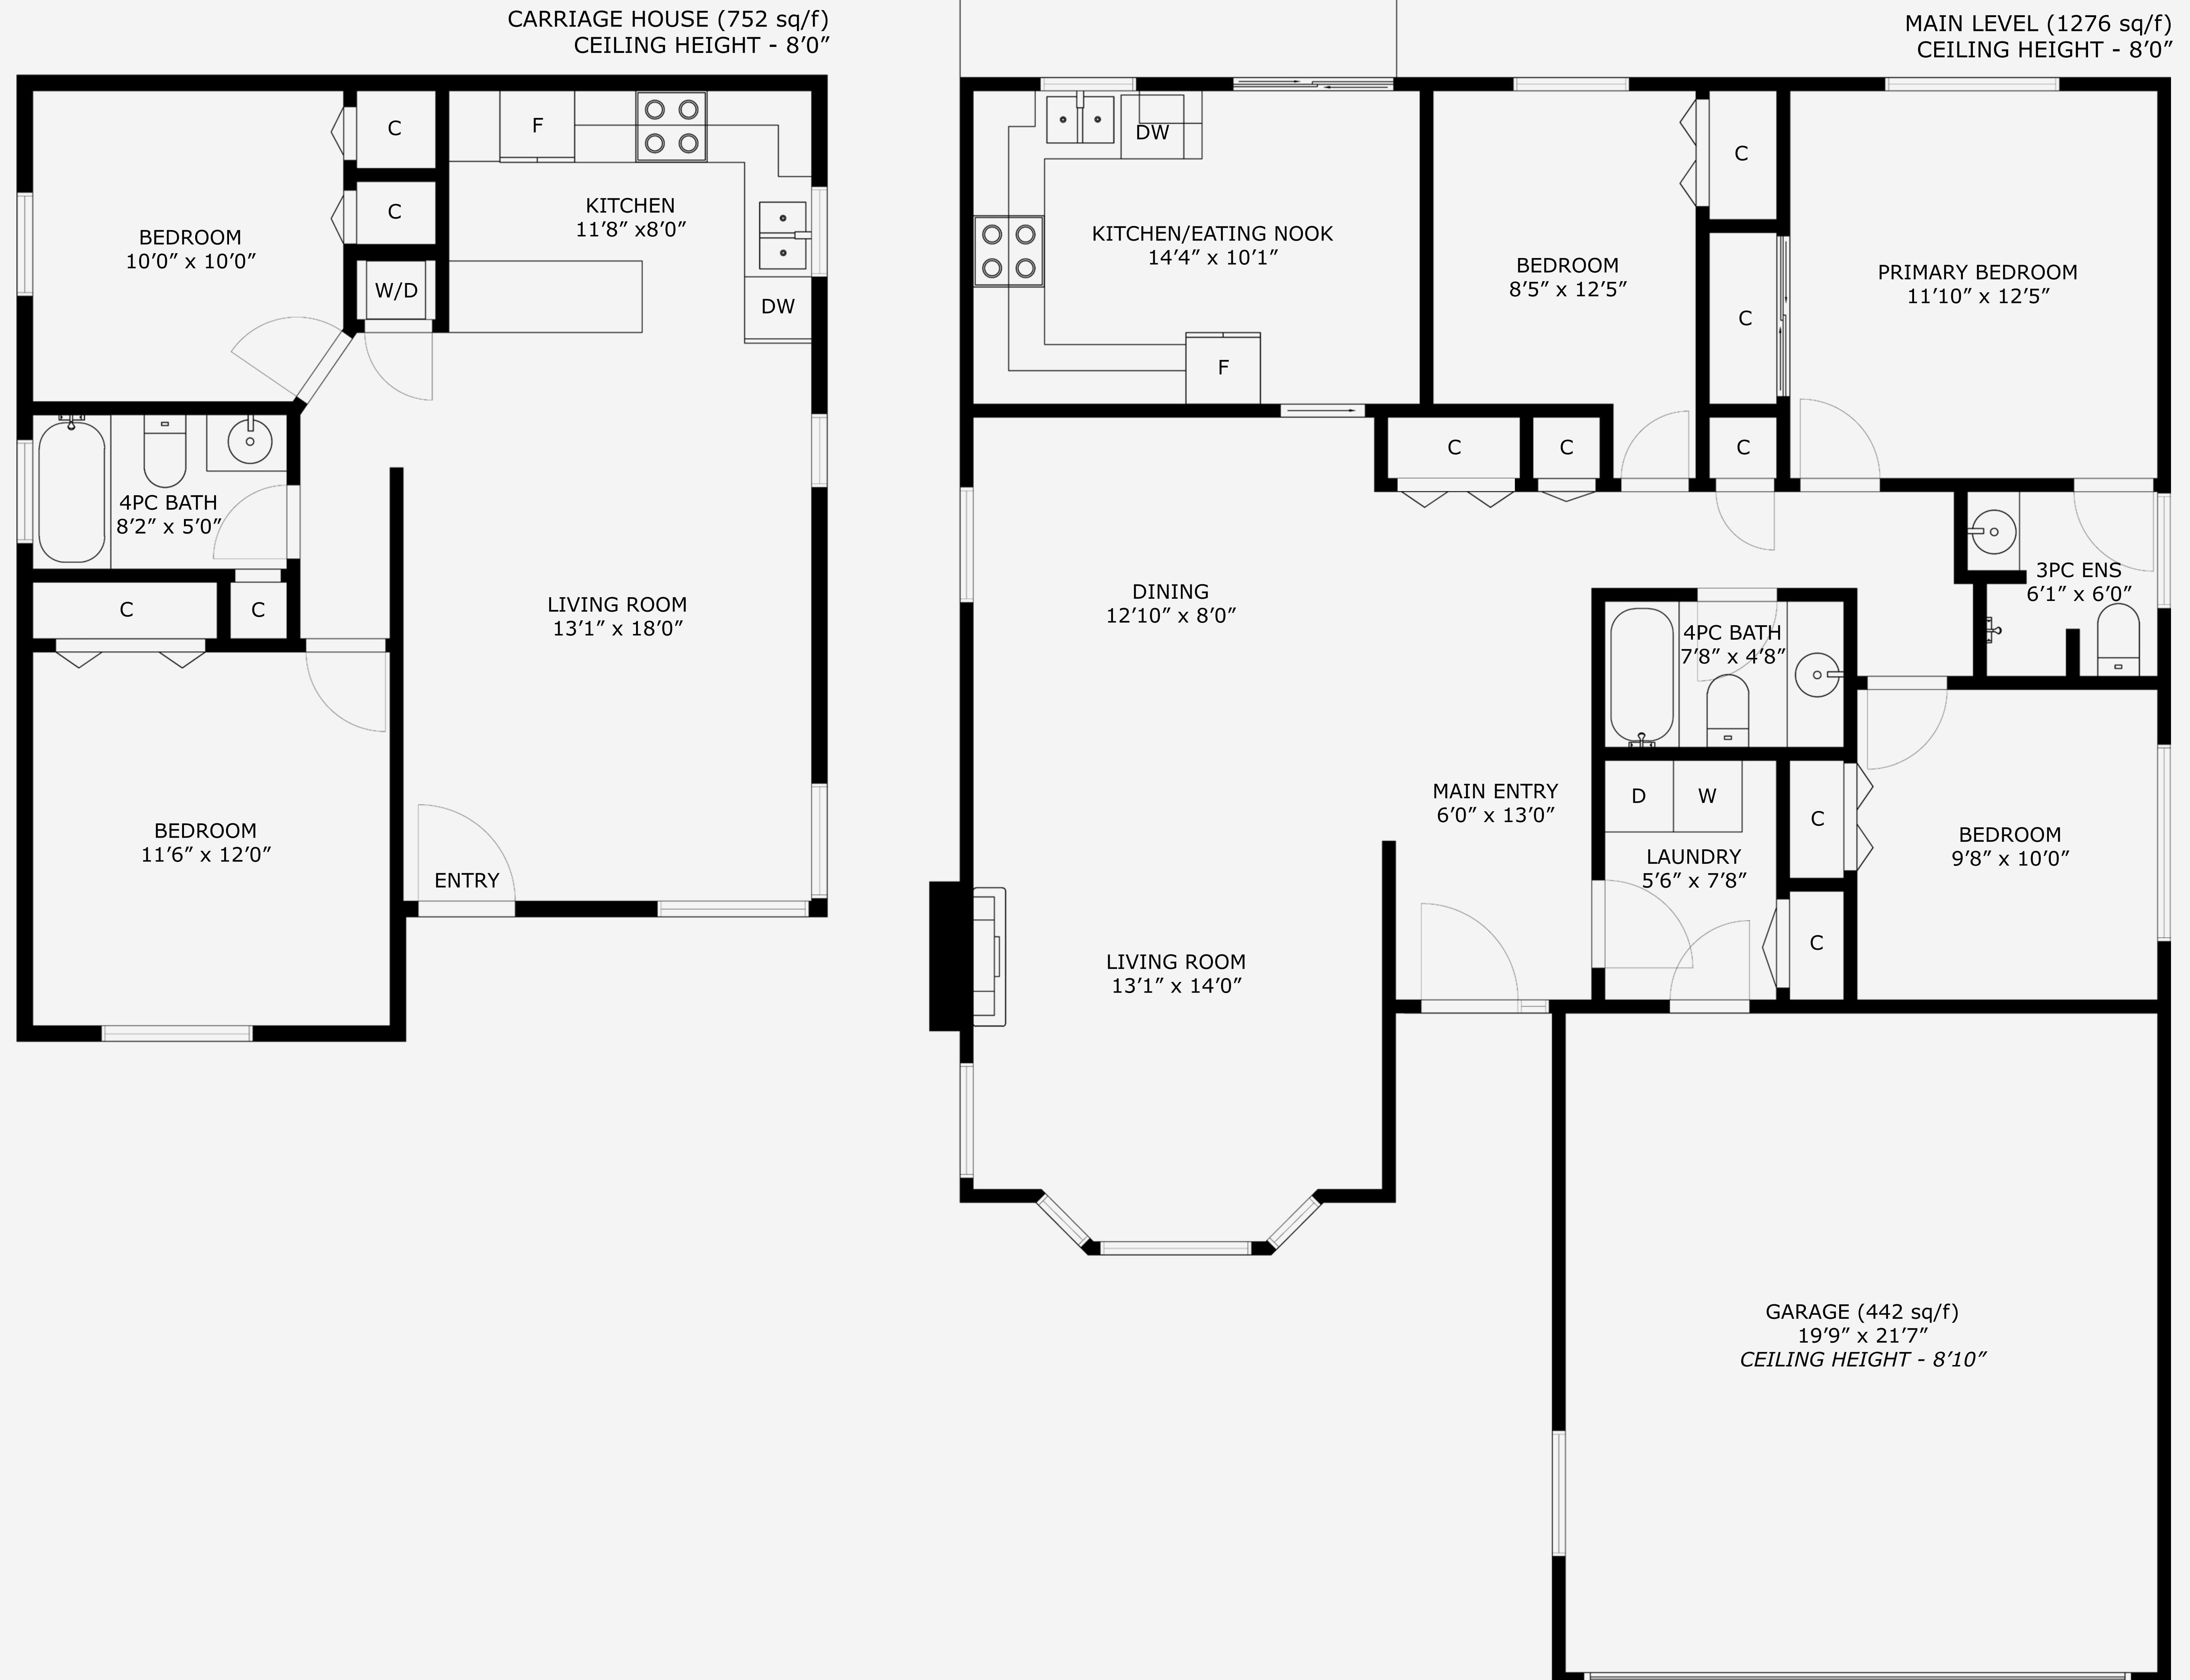 CARRIAGE HOUSE (752 sq/f)
CEILING HEIGHT - 8’0”
C
F
C
KITCHEN
11’8” x8’0”
BEDROOM
10’0” x 10’0”
W/D
DW
4PC BATH
8’2” x 5’0”
C
C
LIVING ROOM
13’1” x 18’0”
BEDROOM
11’6” x 12’0”
ENTRY
MAIN LEVEL (1276 sq/f)
CEILING HEIGHT - 8’0”
DW
C
KITCHEN/EATING NOOK
14’4” x 10’1”
BEDROOM
8’5” x 12’5”
PRIMARY BEDROOM
11’10” x 12’5”
C
F
C
C
C
DINING
12’10” x 8’0”
3PC ENS
6’1” x 6’0”
4PC BATH
7’8” x 4’8”
MAIN ENTRY
6’0” x 13’0”
D
W
C
LAUNDRY
5’6” x 7’8”
BEDROOM
9’8” x 10’0”
C
LIVING ROOM
13’1” x 14’0”
GARAGE (442 sq/f)
19’9” x 21’7”
CEILING HEIGHT - 8’10”